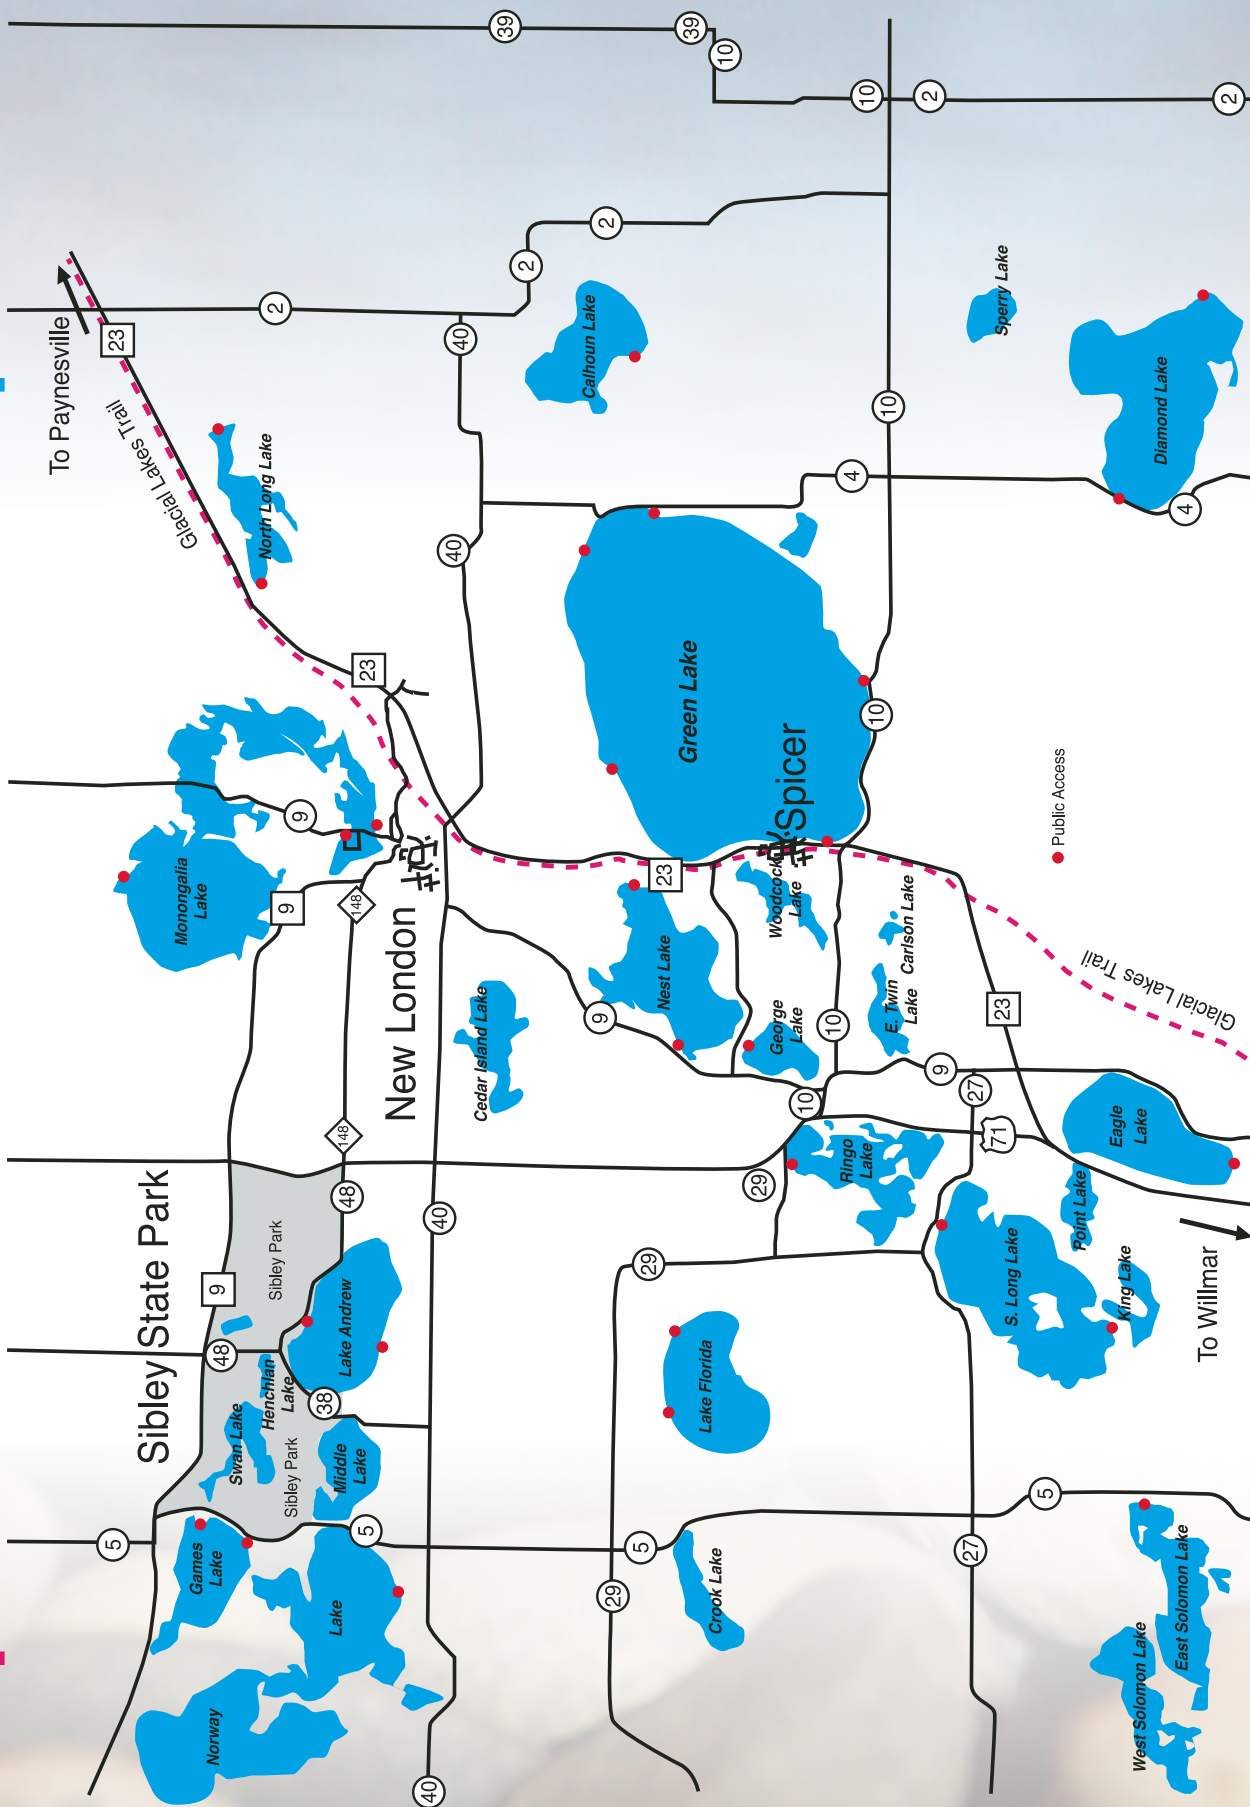 To Paynesville
5
23
Sibley State Park
Glacial Lakes Trail
Norway
Games
Lake
9
48
Monongalia
Lake
Swan Lake
Henchlan
Lake
Sibley Park
Sibley Park
North Long Lake
2
9
9
Lake
38
Middle
Lake
Lake Andrew
48
148
148
23
5
New London
40
40
40
40
Cedar Island Lake
39
2
2
Calhoun Lake
9
29
5
29
Nest Lake
23
Green Lake
39
10
Crook Lake
Lake Florida
29
George
Lake
Woodcock
Lake
Spicer
10
10
Ringo
Lake
4
10
10
10
2
E. Twin
Lake
Carlson Lake
9
27
27
71
23
S. Long Lake
Sperry Lake
5
Public Access
Point Lake
King Lake
Eagle
Lake
Glacial Lakes Trail
West Solomon Lake
East Solomon Lake
Diamond Lake
4
To Willmar
2